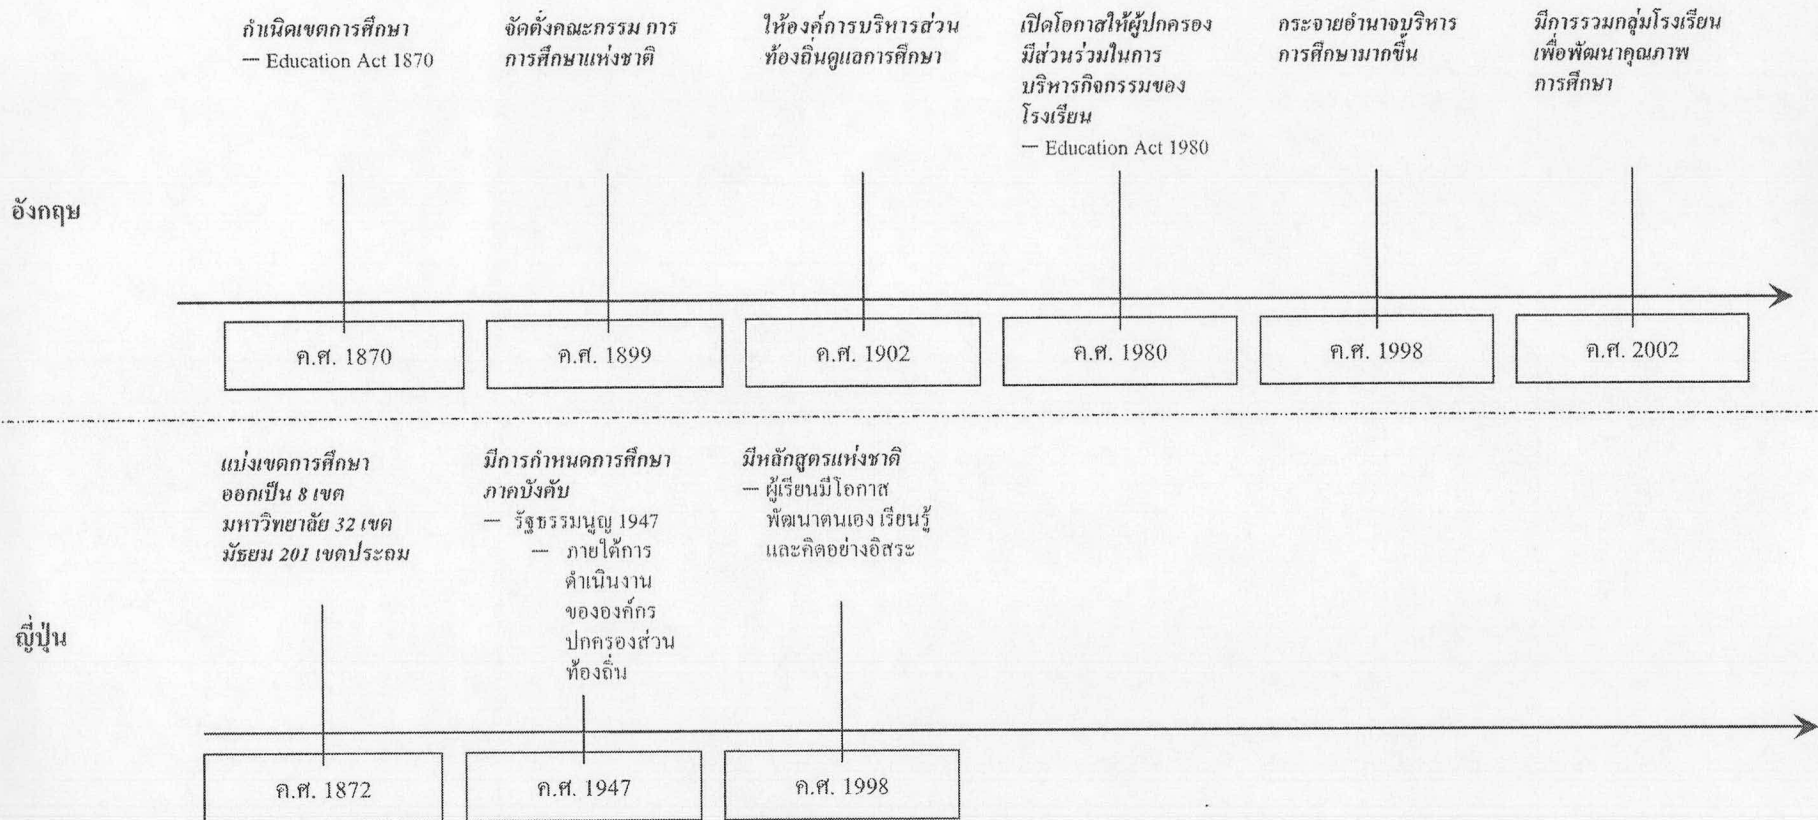 กำเนิดเขตการศึกษา
— Education Act 1870
จัดตั้งคณะกรรม การ
การศึกษาแห่งชาติ
ให้องค์การบริหารส่วน
ท้องถิ่นดูแลการศึกษา
เปิดโอกาสให้ผู้ปกครอง
มีส่วนร่วมในการ
บริหารกิจกรรมของ
โรงเรียน
— Education Act 1980
กระจายอำนาจบริหาร
การศึกษามากขึ้น
มีการรวมกลุ่มโรงเรียน
เพื่อพัฒนาคุณภาพ
การศึกษา
อังกฤษ
ค.ศ. 1870
ค.ศ. 1899
ค.ศ. 1902
ค.ศ. 1980
ค.ศ. 1998
ค.ศ. 2002
แบ่งเขตการศึกษา
ออกเป็น 8 เขต
มหาวิทยาลัย 32 เขต
มัธยม 201 เขตประถม
มีการกำหนดการศึกษา
ภาคบังคับ
— รัฐธรรมนูญ 1947
— ภายใต้การ
ดำเนินงาน
ขององค์กร
ปกครองส่วน
ท้องถิ่น
มีหลักสูตรแห่งชาติ
— ผู้เรียนมีโอกาส
พัฒนาตนเอง เรียนรู้
และคิดอย่างอิสระ
ญี่ปุ่น
ค.ศ. 1872
ค.ศ. 1947
ค.ศ. 1998